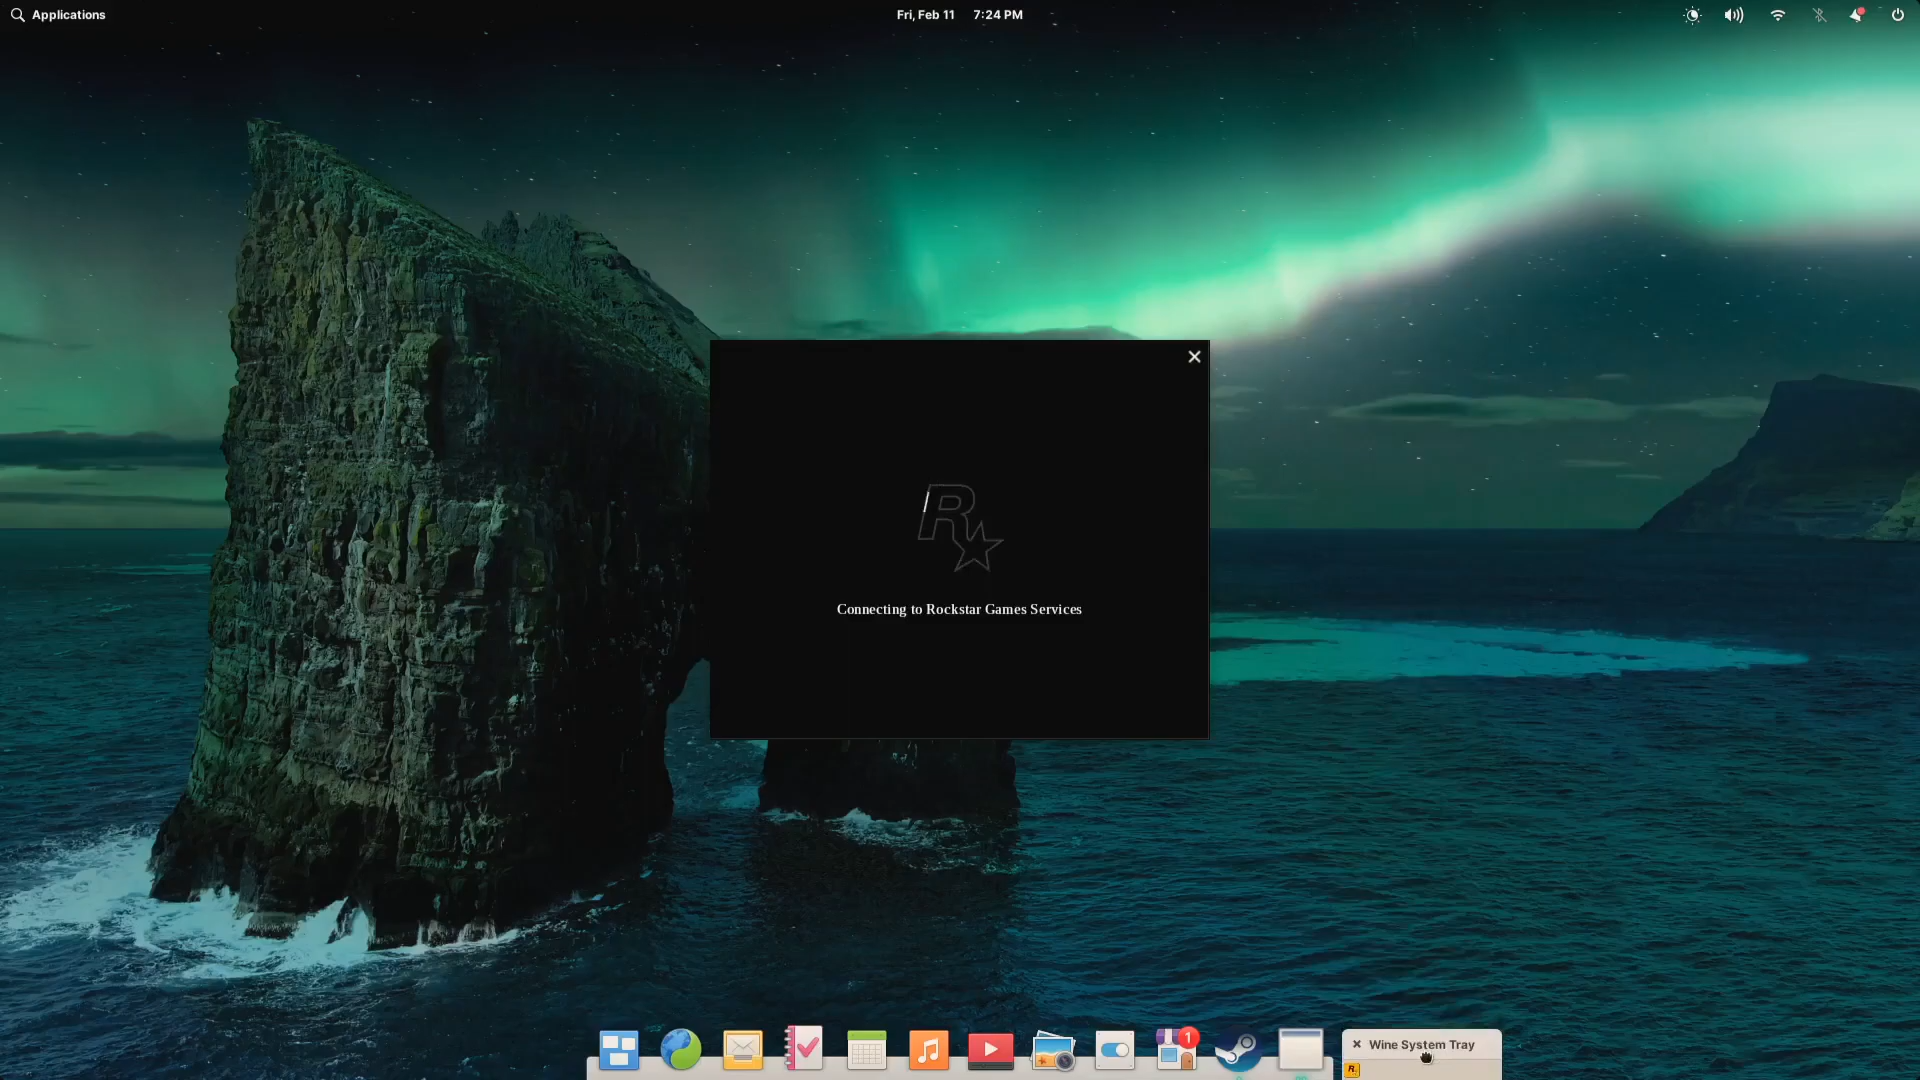 Applications
Fri, Feb 11 7:24 PM
R
Connecting to Rockstar Games Services
1
Wine System Tray
R